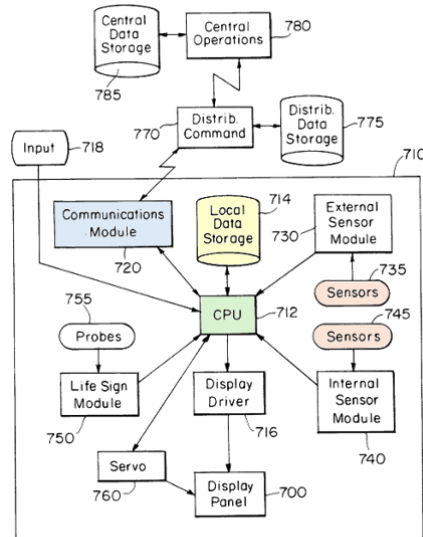 Central Data
Storage
785
Central
Operations
780
770
Distrib.
Command
Distrib.
Data
Storage
775
Input
718
710
Communications
Module
720
Local
Data
Storage
714
730
External
Sensor
Module
735
Sensors
745
Sensors
CPU
712
755
Probes
Life Sign
Module
750
Display
Driver
716
Internal
Sensor
Module
740
Servo
760
Display
Panel
700